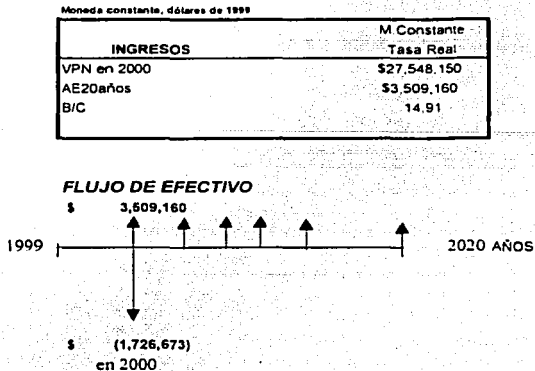 Moneda constante, dólares de 1999
M.Constante
INGRESOS Tasa Real
VPN en 2000 $27,548,150
AE20años $3,509,160
B/C 14.91
FLUJO DE EFECTIVO
$ 3,509,160
1999 2020 AÑOS
$ (1,726,673)
en 2000